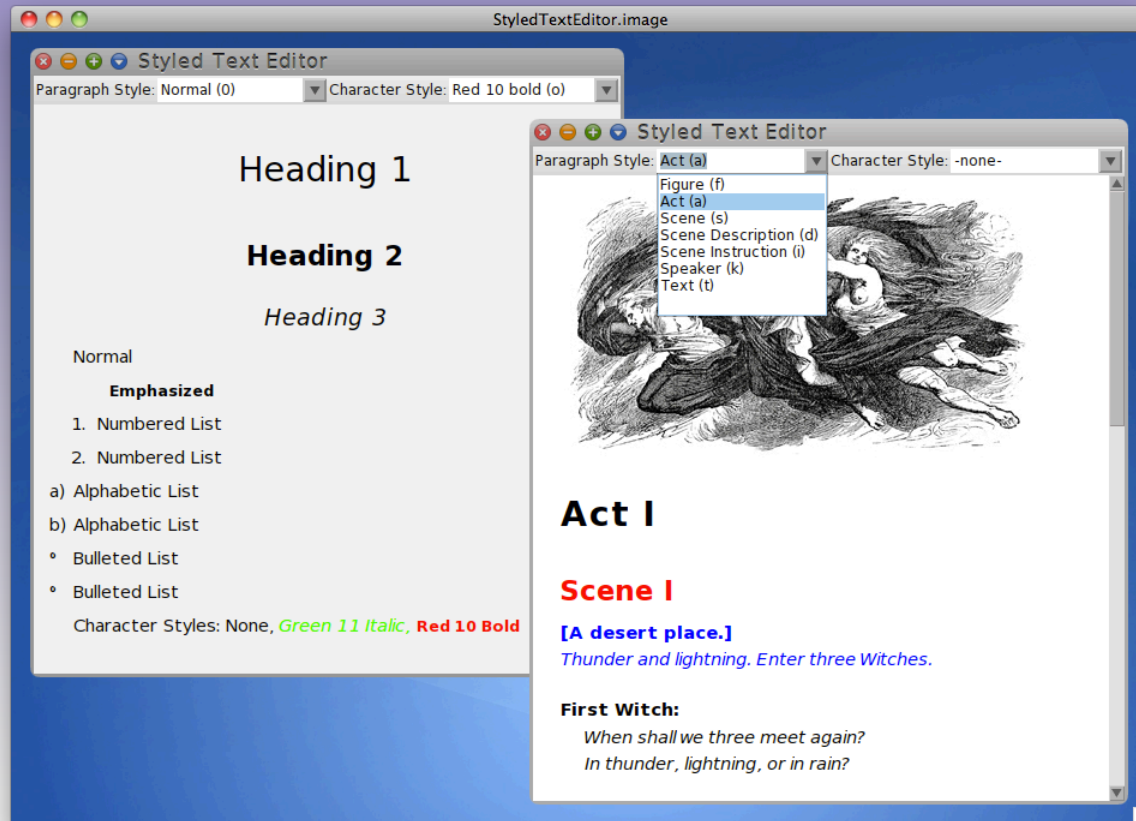 StyledTextEditor.image
Styled Text Editor
Paragraph Style: Normal (0) Character Style: Red 10 bold (o)
Heading 1
Heading 2
Heading 3
Normal
Emphasized
1. Numbered List
2. Numbered List
a) Alphabetic List
b) Alphabetic List
° Bulleted List
° Bulleted List
Character Styles: None, Green 11 Italic, Red 10 Bold
Styled Text Editor
Paragraph Style: Act (a) Character Style: -none-
Figure (f)
Act (a)
Scene (s)
Scene Description (d)
Scene Instruction (i)
Speaker (k)
Text (t)
Act I
Scene I
[A desert place.]
Thunder and lightning. Enter three Witches.
First Witch:
When shall we three meet again?
In thunder, lightning, or in rain?